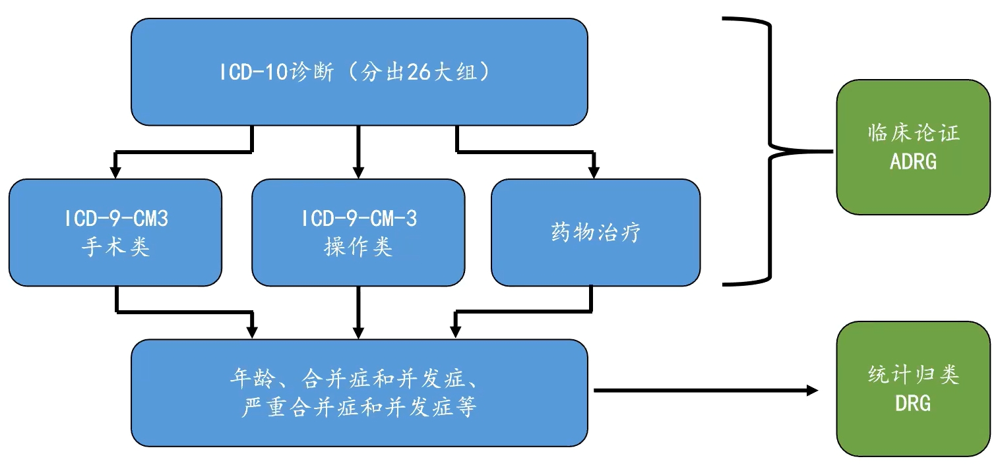 ICD-10诊断（分出26大组）
临床论证
ADRG
ICD-9-CM3
手术类
ICD-9-CM-3
操作类
药物治疗
年龄、合并症和并发症、
严重合并症和并发症等
统计归类
DRG